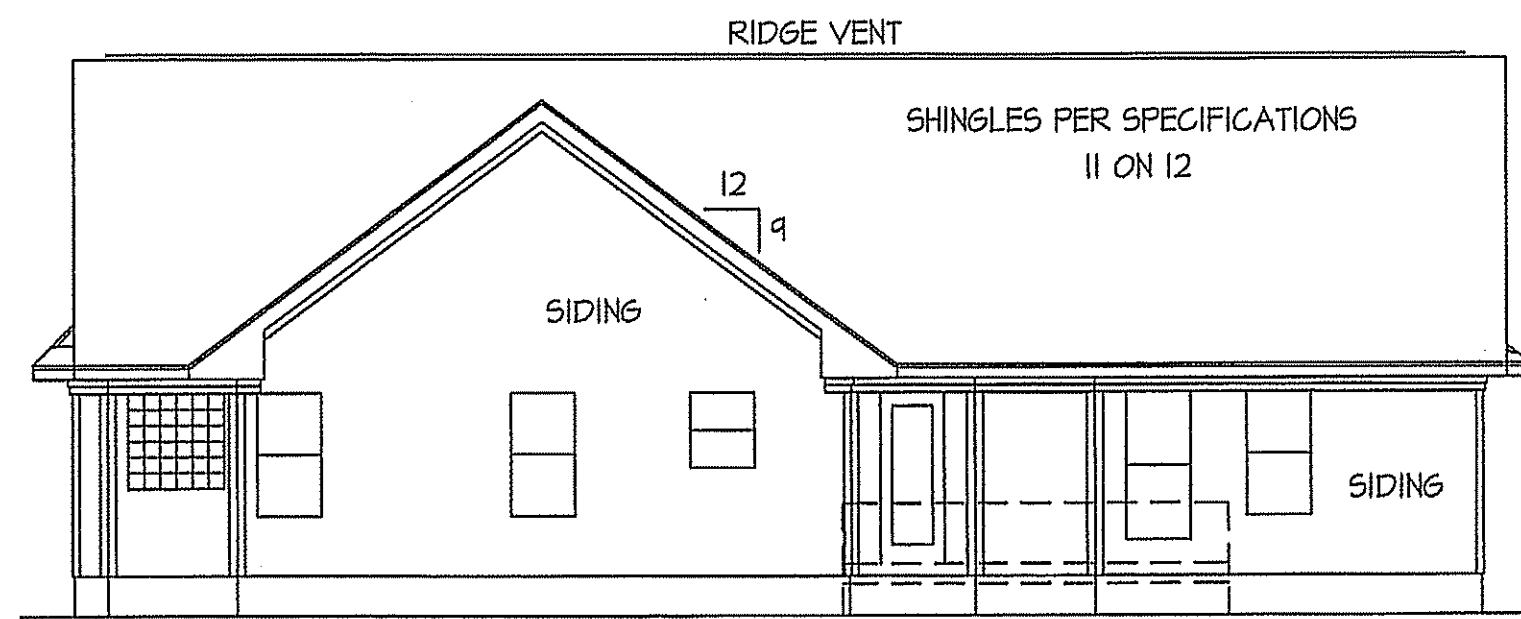 RIDGE VENT
SHINGLES PER SPECIFICATIONS
11 ON 12
12
9
SIDING
SIDING